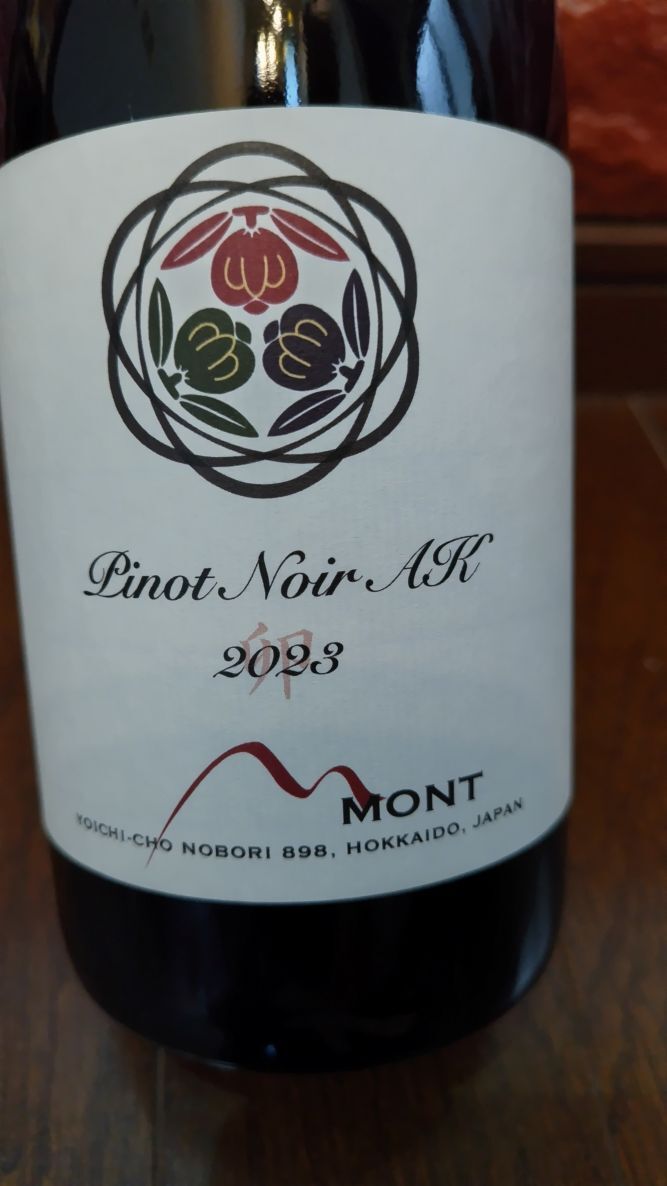 Pinot Noir AK
卯
2023
MONT
YOICHI-CHO NOBORI 898, HOKKAIDO, JAPAN